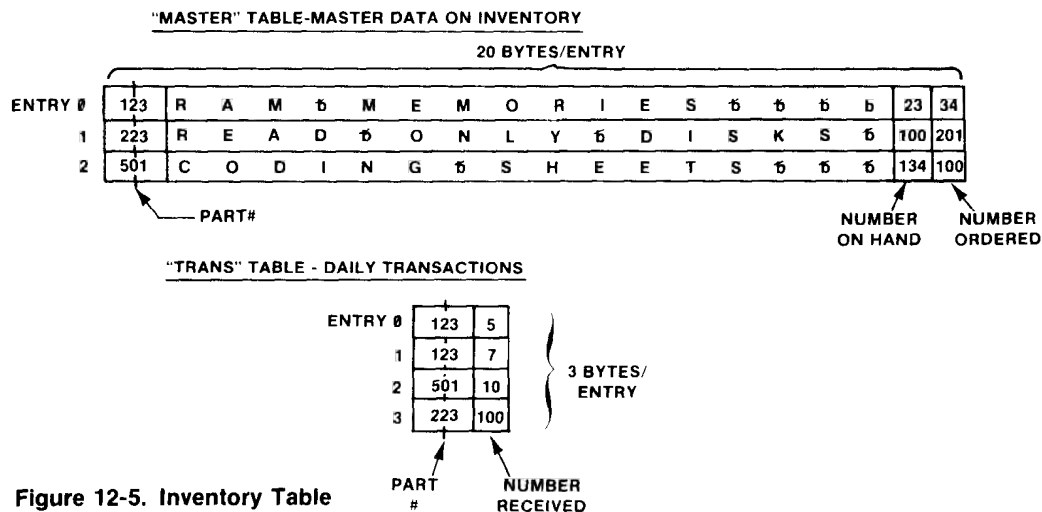 "MASTER" TABLE-MASTER DATA ON INVENTORY
20 BYTES/ENTRY
ENTRY 0 123 R A M ƀ M E M O R I E S ƀ ƀ ƀ ƀ 23 34
1 223 R E A D ƀ O N L Y ƀ D I S K S ƀ 100 201
2 501 C O D I N G ƀ S H E E T S ƀ ƀ ƀ 134 100
PART#
NUMBER ON HAND
NUMBER ORDERED
"TRANS" TABLE - DAILY TRANSACTIONS
ENTRY 0 123 5
1 123 7
2 501 10
3 223 100
3 BYTES/
ENTRY
PART
#
NUMBER
RECEIVED
Figure 12-5. Inventory Table